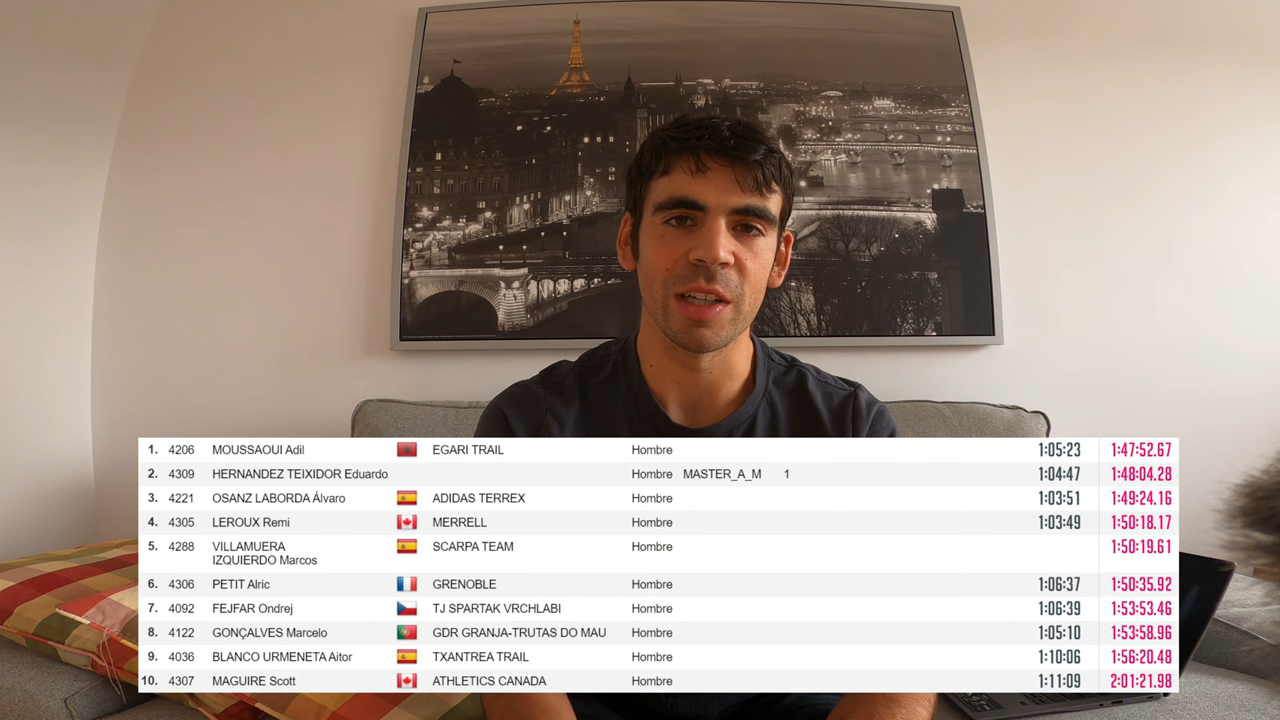 1. 4206 MOUSSAOUI Adil EGARI TRAIL Hombre 1:05:23 1:47:52.67
2. 4309 HERNANDEZ TEIXIDOR Eduardo Hombre MASTER_A_M 1 1:04:47 1:48:04.28
3. 4221 OSANZ LABORDA Álvaro ADIDAS TERREX Hombre 1:03:51 1:49:24.16
4. 4305 LEROUX Remi MERRELL Hombre 1:03:49 1:50:18.17
5. 4288 VILLAMUERA SCARPA TEAM Hombre 1:50:19.61
IZQUIERDO Marcos
6. 4306 PETIT Alric GRENOBLE Hombre 1:06:37 1:50:35.92
7. 4092 FEJFAR Ondrej TJ SPARTAK VRCHLABI Hombre 1:06:39 1:53:53.46
8. 4122 GONÇALVES Marcelo GDR GRANJA-TRUTAS DO MAU Hombre 1:05:10 1:53:58.96
9. 4036 BLANCO URMENETA Aitor TXANTREA TRAIL Hombre 1:10:06 1:56:20.48
10. 4307 MAGUIRE Scott ATHLETICS CANADA Hombre 1:11:09 2:01:21.98